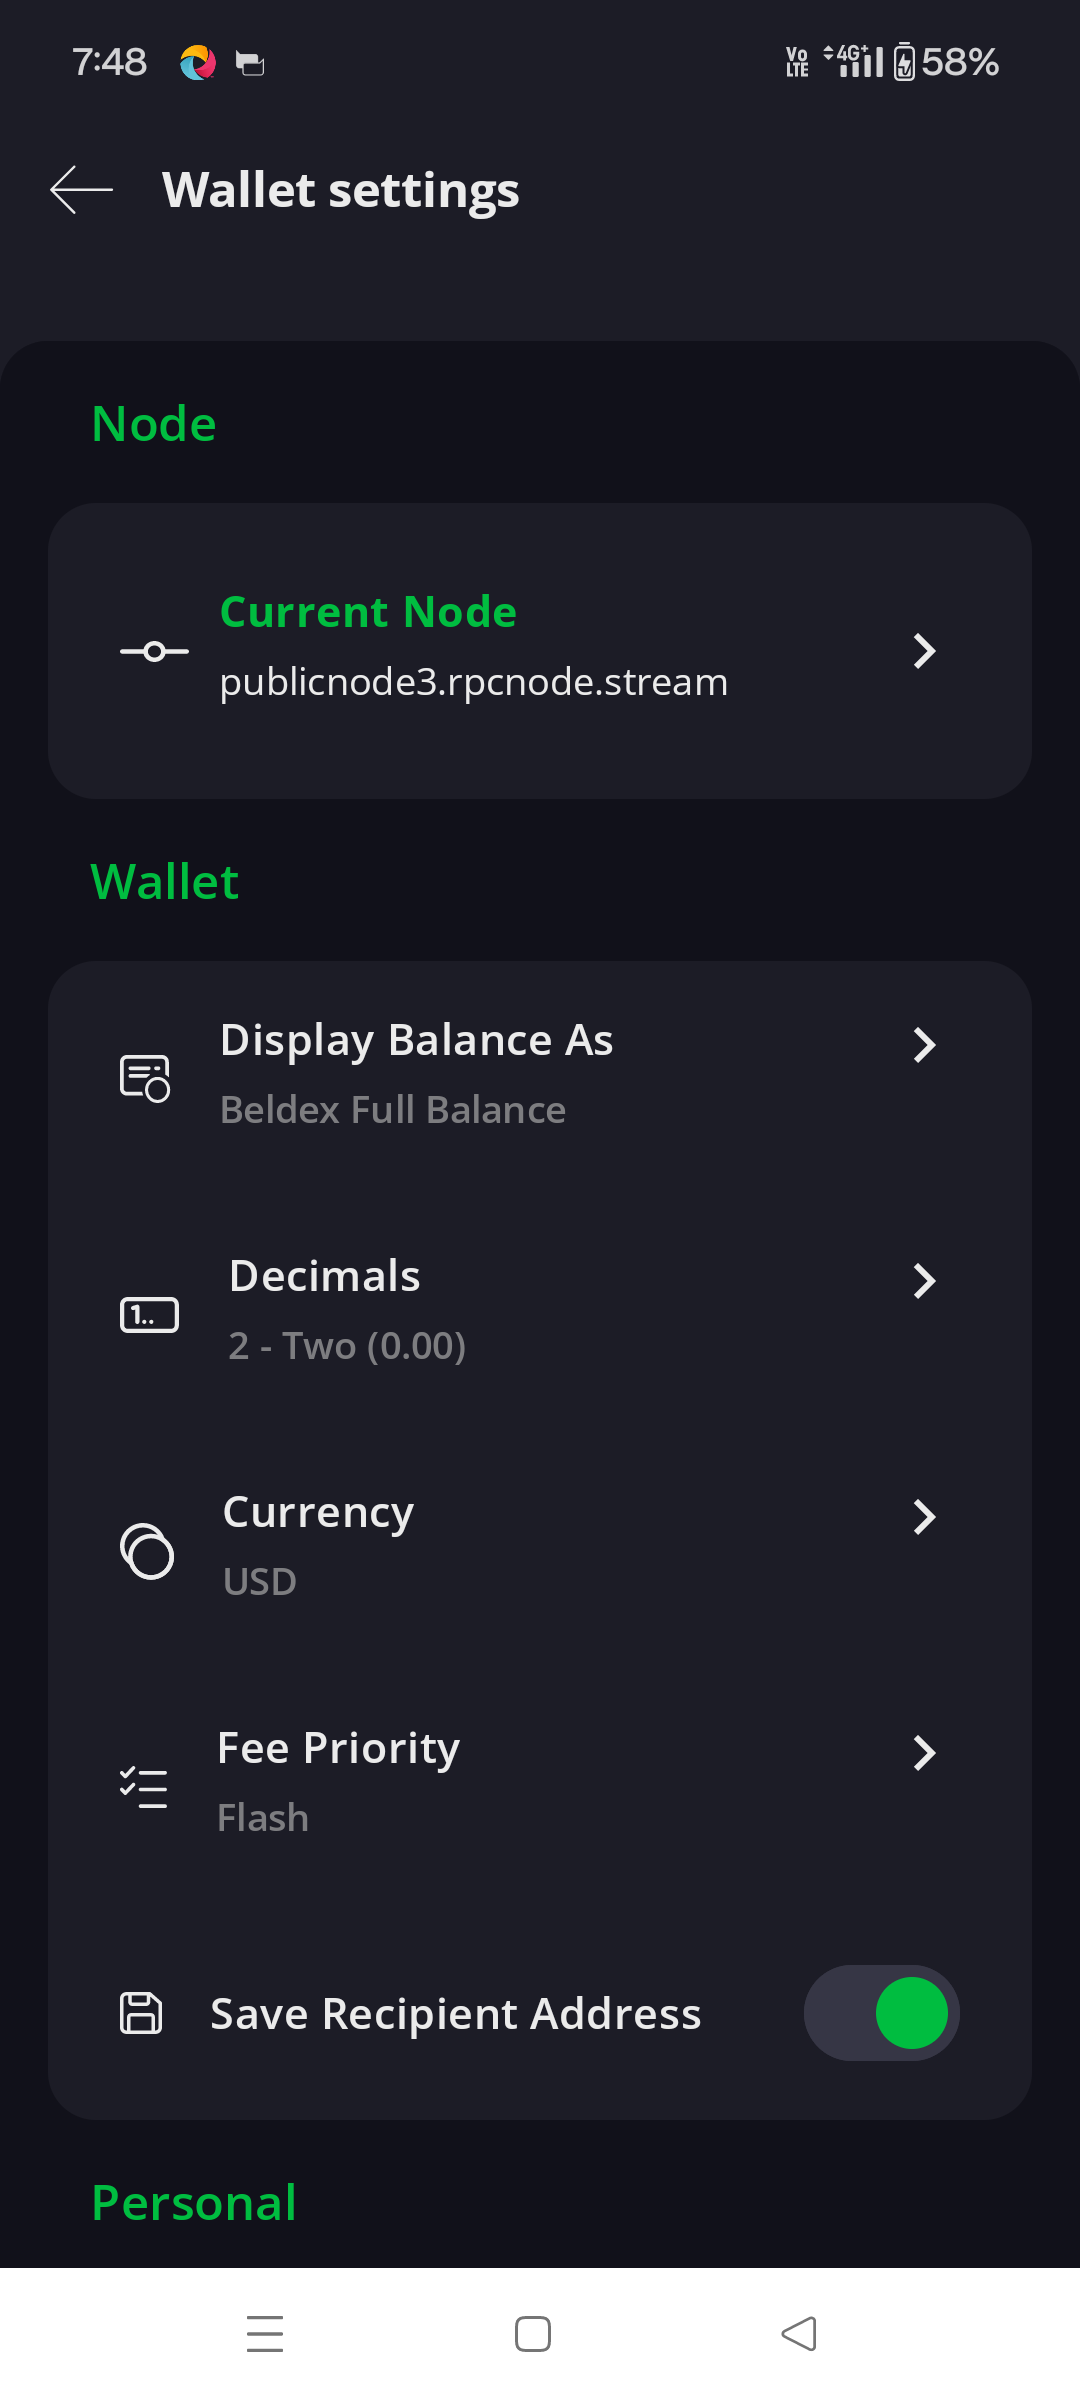 7:48
Vo LTE 4G+ 58%
Wallet settings
Node
Current Node
publicnode3.rpcnode.stream
Wallet
Display Balance As
Beldex Full Balance
1..
Decimals
2 - Two (0.00)
Currency
USD
Fee Priority
Flash
Save Recipient Address
Personal